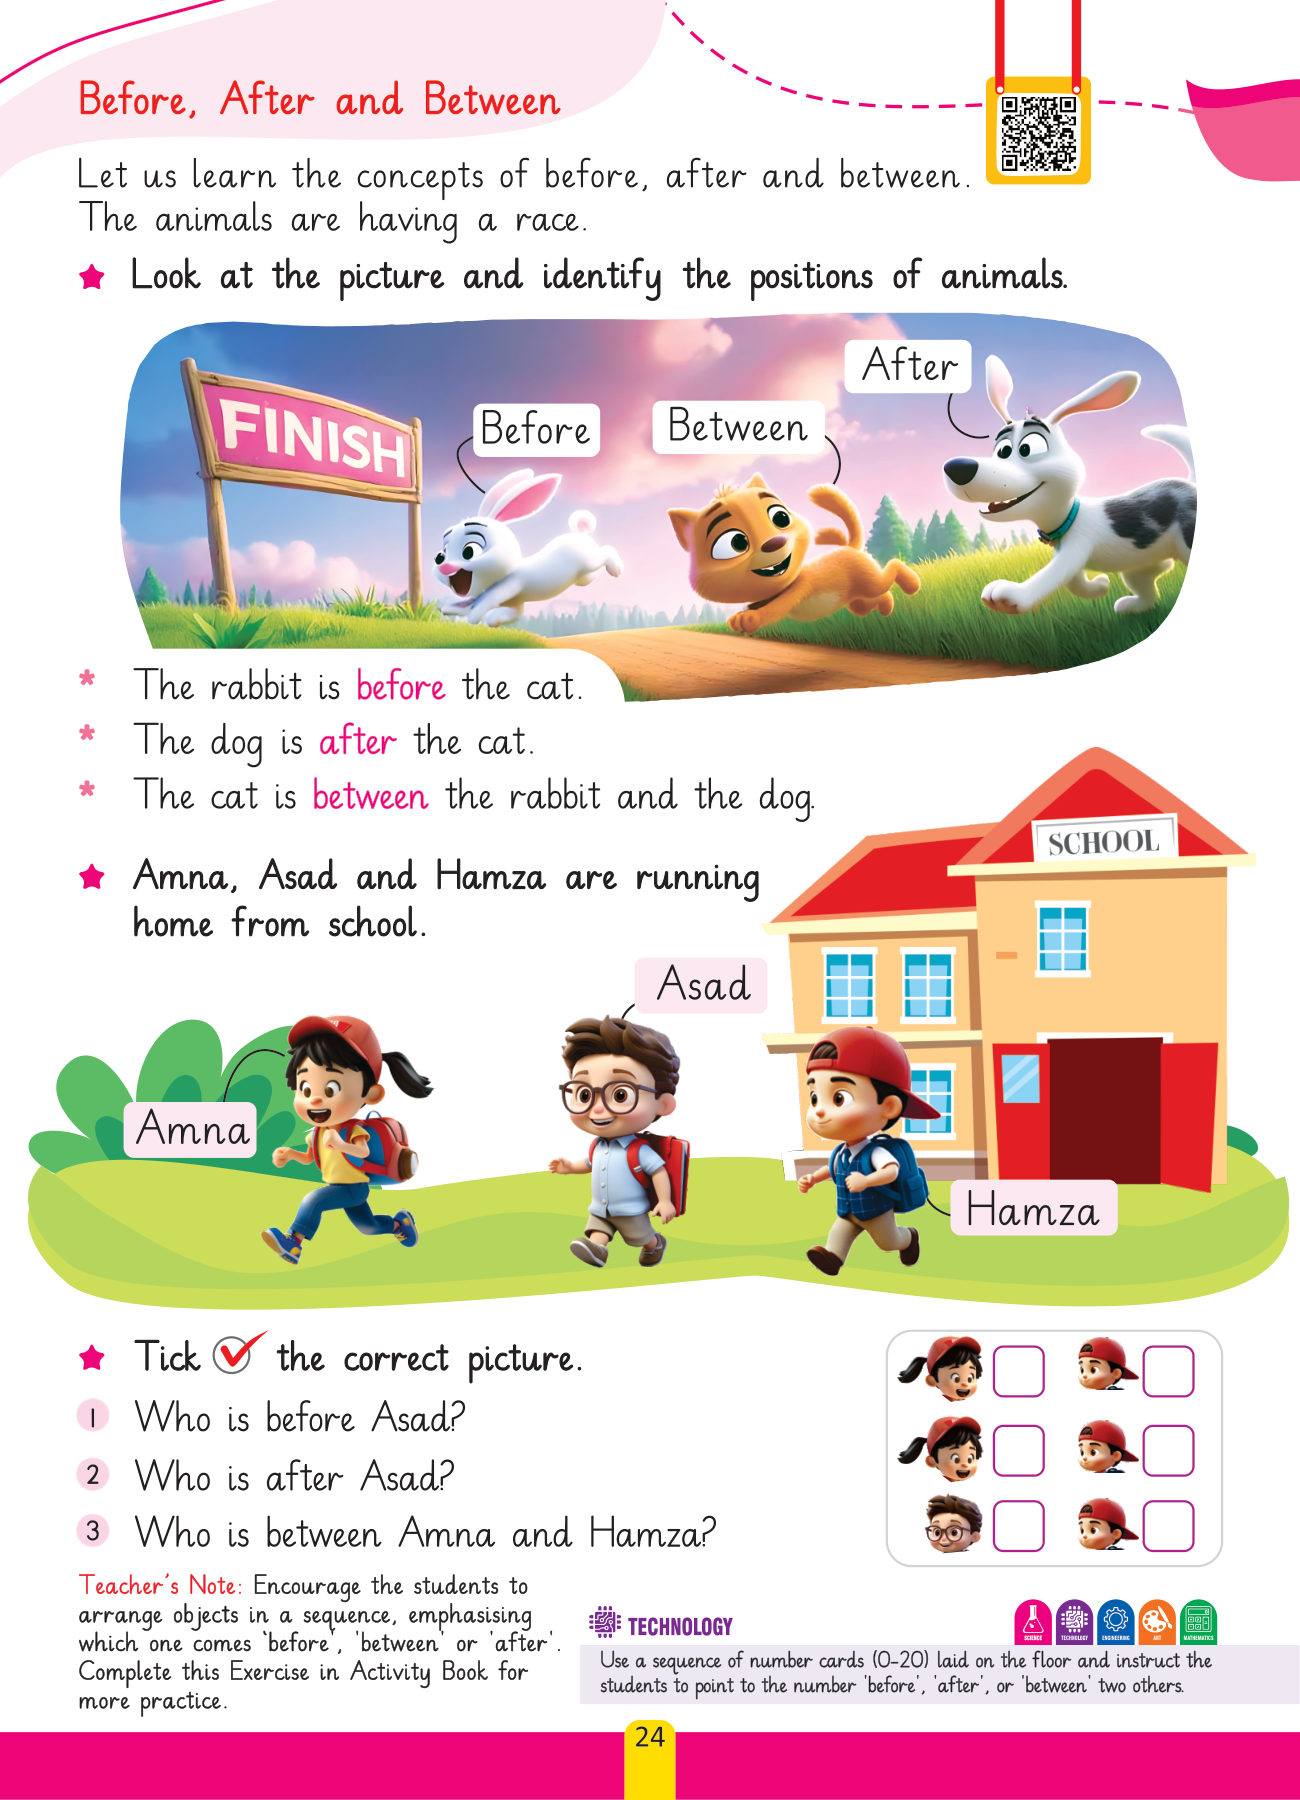 Before, After and Between
Let us learn the concepts of before, after and between.
The animals are having a race.
Look at the picture and identify the positions of animals.
FINISH
Before
Between
After
* The rabbit is before the cat.
* The dog is after the cat.
* The cat is between the rabbit and the dog.
Amna, Asad and Hamza are running
home from school.
SCHOOL
Asad
Amna
Hamza
Tick the correct picture.
1 Who is before Asad?
2 Who is after Asad?
3 Who is between Amna and Hamza?
Teacher's Note: Encourage the students to
arrange objects in a sequence, emphasising
which one comes 'before', 'between' or 'after'.
Complete this Exercise in Activity Book for
more practice.
TECHNOLOGY
SCIENCE TECHNOLOGY ENGINEERING ART MATHEMATICS
Use a sequence of number cards (0-20) laid on the floor and instruct the
students to point to the number 'before', 'after', or 'between' two others.
24